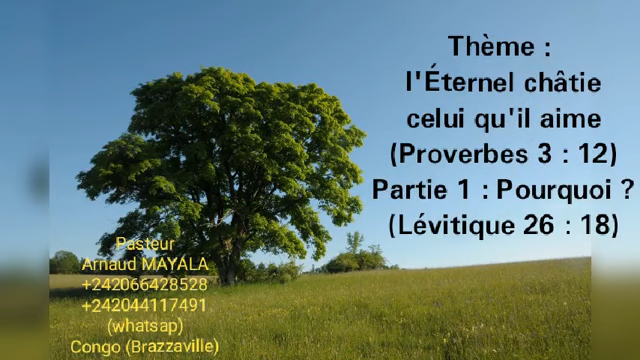 Thème :
l'Éternel châtie
celui qu'il aime
(Proverbes 3 : 12)
Partie 1 : Pourquoi ?
(Lévitique 26 : 18)
Pasteur
Arnaud MAYALA
+242066428528
+242044117491
(whatsap)
Congo (Brazzaville)